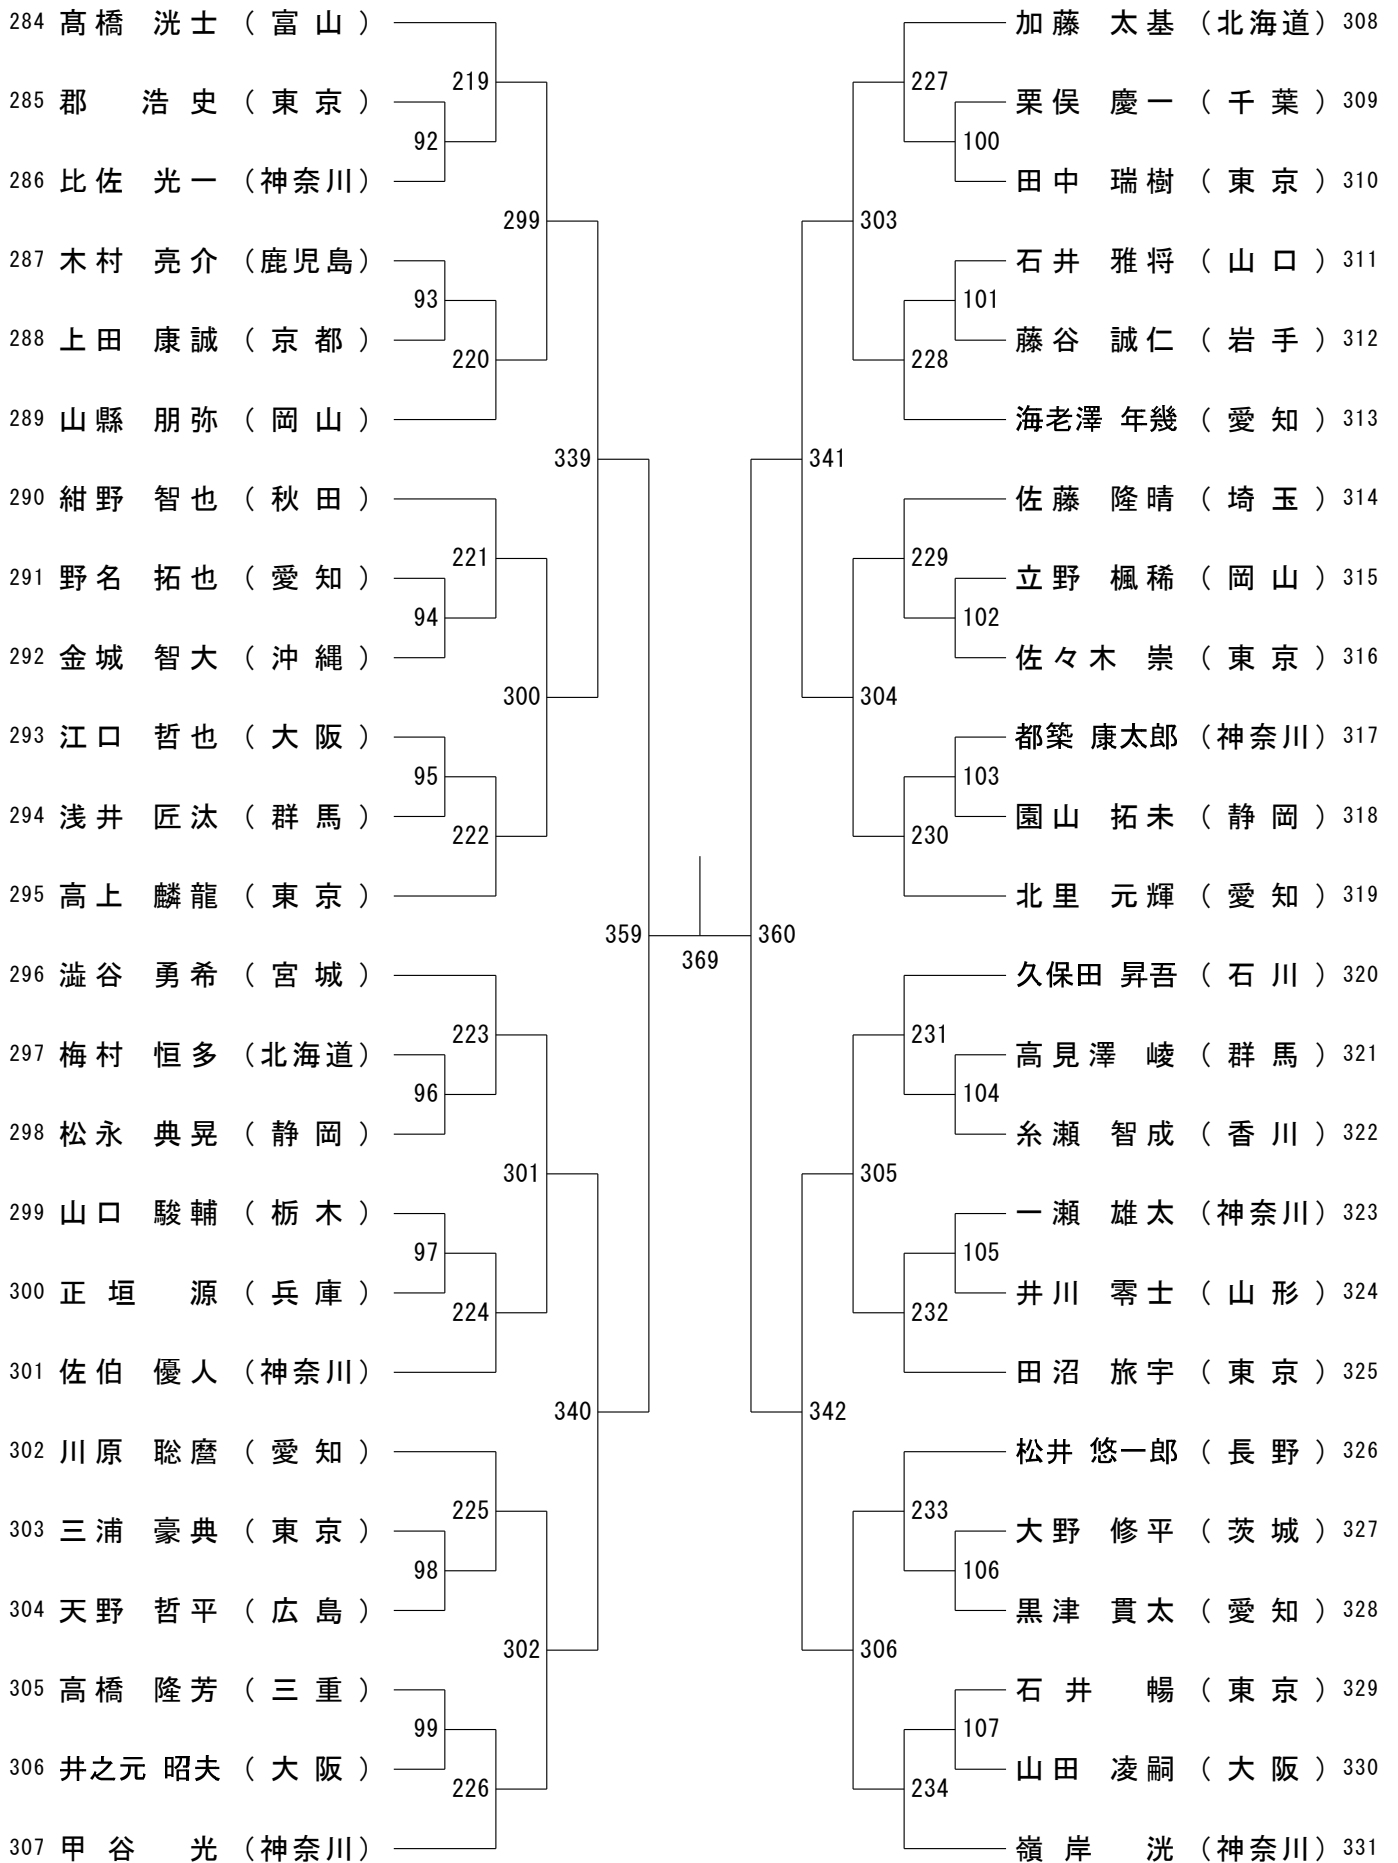 284 髙橋 洸士 （富山）
219
285 郡 浩史 （東京）
92
286 比佐 光一 （神奈川）
299
287 木村 亮介 （鹿児島）
93
288 上田 康誠 （京都）
220
289 山縣 朋弥 （岡山）
339
290 紺野 智也 （秋田）
221
291 野名 拓也 （愛知）
94
292 金城 智大 （沖縄）
300
293 江口 哲也 （大阪）
95
294 浅井 匠汰 （群馬）
222
295 高上 麟龍 （東京）
359
296 澁谷 勇希 （宮城）
223
297 梅村 恒多 （北海道）
96
298 松永 典晃 （静岡）
301
299 山口 駿輔 （栃木）
97
300 正垣 源 （兵庫）
224
301 佐伯 優人 （神奈川）
340
302 川原 聡麿 （愛知）
225
303 三浦 豪典 （東京）
98
304 天野 哲平 （広島）
302
305 高橋 隆芳 （三重）
99
306 井之元 昭夫 （大阪）
226
307 甲谷 光 （神奈川）
369
加藤 太基 （北海道） 308
227
栗俣 慶一 （千葉） 309
100
田中 瑞樹 （東京） 310
303
石井 雅将 （山口） 311
101
藤谷 誠仁 （岩手） 312
228
海老澤 年幾 （愛知） 313
341
佐藤 隆晴 （埼玉） 314
229
立野 楓稀 （岡山） 315
102
佐々木 崇 （東京） 316
304
都築 康太郎 （神奈川） 317
103
園山 拓未 （静岡） 318
230
北里 元輝 （愛知） 319
360
久保田 昇吾 （石川） 320
231
高見澤 崚 （群馬） 321
104
糸瀬 智成 （香川） 322
305
一瀬 雄太 （神奈川） 323
105
井川 零士 （山形） 324
232
田沼 旅宇 （東京） 325
342
松井 悠一郎 （長野） 326
233
大野 修平 （茨城） 327
106
黒津 貫太 （愛知） 328
306
石井 暢 （東京） 329
107
山田 凌嗣 （大阪） 330
234
嶺岸 洸 （神奈川） 331